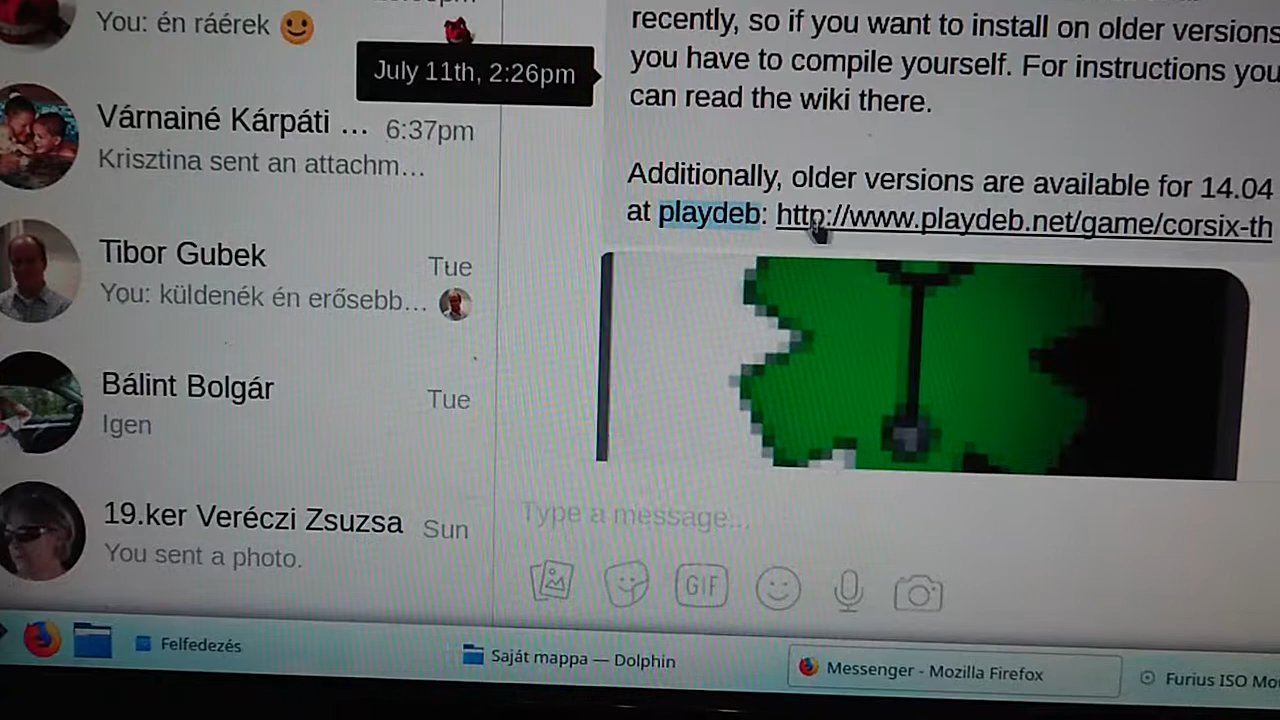 You: én ráérek
July 11th, 2:26pm
Várnainé Kárpáti … 6:37pm
Krisztina sent an attachm…
Tibor Gubek Tue
You: küldenék én erősebb…
Bálint Bolgár Tue
Igen
19.ker Veréczi Zsuzsa Sun
You sent a photo.
recently, so if you want to install on older versions
you have to compile yourself. For instructions you
can read the wiki there.
Additionally, older versions are available for 14.04
at playdeb: http://www.playdeb.net/game/corsix-th
Type a message...
GIF
Felfedezés
Saját mappa — Dolphin
Messenger - Mozilla Firefox
Furius ISO Mo